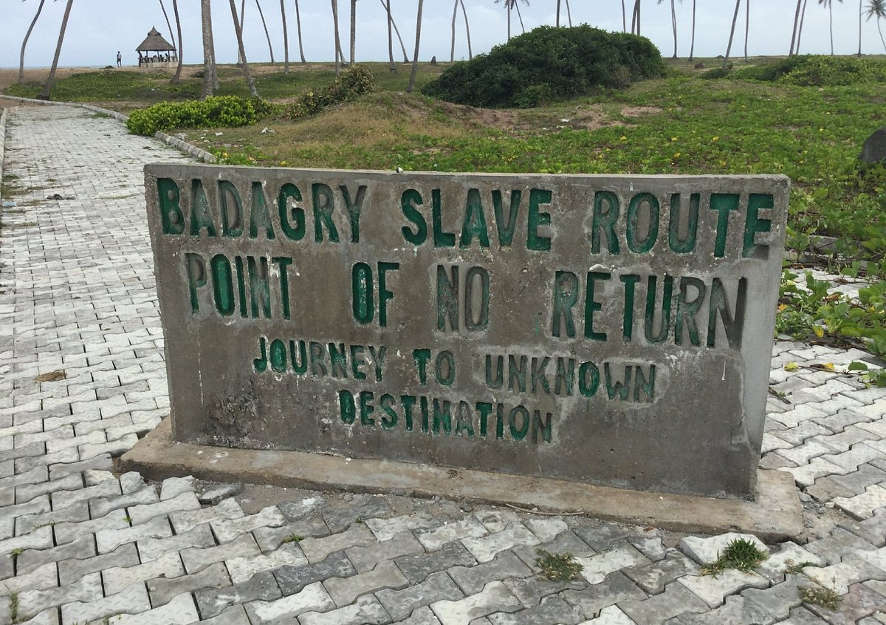 BADAGRY SLAVE ROUTE
POINT OF NO RETURN
JOURNEY TO UNKNOWN
DESTINATION